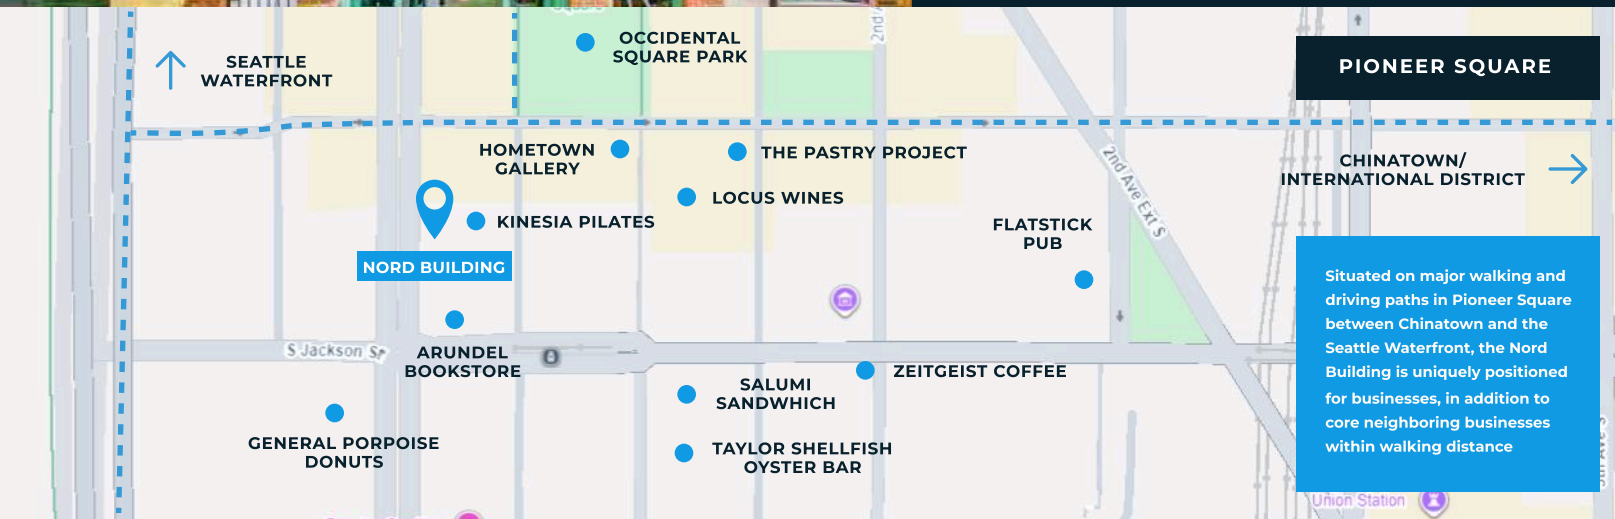 OCCIDENTAL
SQUARE PARK
2nd A
SEATTLE
WATERFRONT
PIONEER SQUARE
HOMETOWN
GALLERY
THE PASTRY PROJECT
2nd Ave Ext S
CHINATOWN/
INTERNATIONAL DISTRICT
LOCUS WINES
KINESIA PILATES
FLATSTICK
PUB
NORD BUILDING
Situated on major walking and
driving paths in Pioneer Square
between Chinatown and the
Seattle Waterfront, the Nord
Building is uniquely positioned
for businesses, in addition to
core neighboring businesses
within walking distance
S Jackson St
ARUNDEL
BOOKSTORE
ZEITGEIST COFFEE
SALUMI
SANDWHICH
GENERAL PORPOISE
DONUTS
TAYLOR SHELLFISH
OYSTER BAR
Union Station